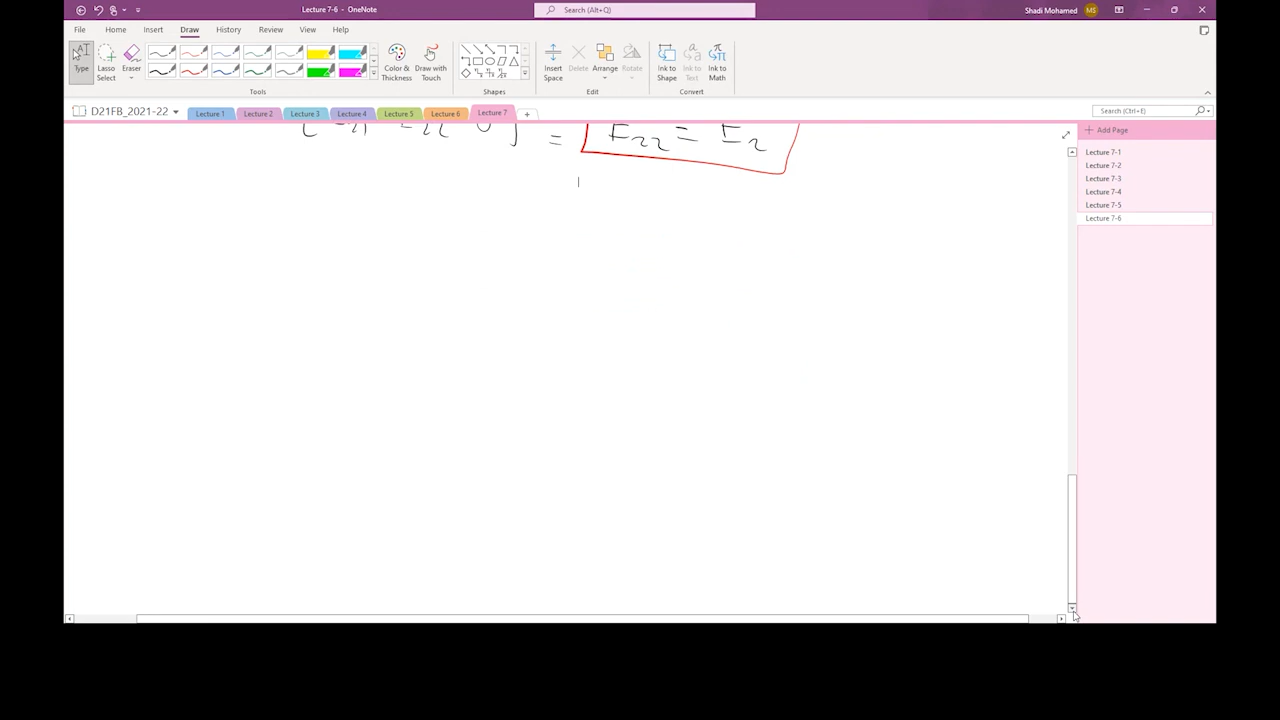 Lecture 7-6 - OneNote
Search (Alt+Q)
Shadi Mohamed MS
File Home Insert Draw History Review View Help
Type
Lasso Select
Eraser
Color & Thickness
Draw with Touch
Insert Space
Delete
Arrange
Rotate
Ink to Shape
Ink to Text
Ink to Math
Tools
Shapes
Edit
Convert
D21FB_2021-22
Lecture 1 Lecture 2 Lecture 3 Lecture 4 Lecture 5 Lecture 6 Lecture 7
Search (Ctrl+E)
Add Page
Lecture 7-1
Lecture 7-2
Lecture 7-3
Lecture 7-4
Lecture 7-5
Lecture 7-6
= E22 = E2